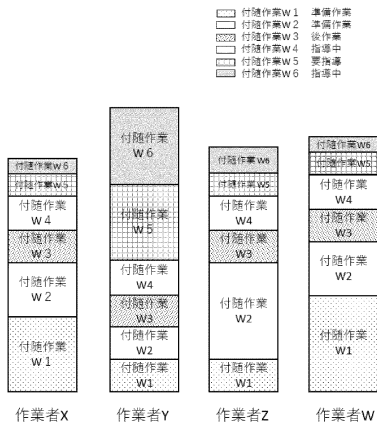 付随作業W１ 準備作業
付随作業W２ 準備作業
付随作業W３ 後作業
付随作業W４ 指導中
付随作業W５ 要指導
付随作業W６ 指導中
付随作業W６
付随作業W５
付随作業
W４
付随作業
W３
付随作業
W２
付随作業
W１
作業者X
付随作業
W６
付随作業
W５
付随作業
W4
付随作業
W3
付随作業
W2
付随作業
W1
作業者Y
付随作業W6
付随作業W5
付随作業
W4
付随作業
W3
付随作業
W2
付随作業
W1
作業者Z
付随作業W6
付随作業W5
付随作業
W4
付随作業
W3
付随作業
W2
付随作業
W1
作業者W